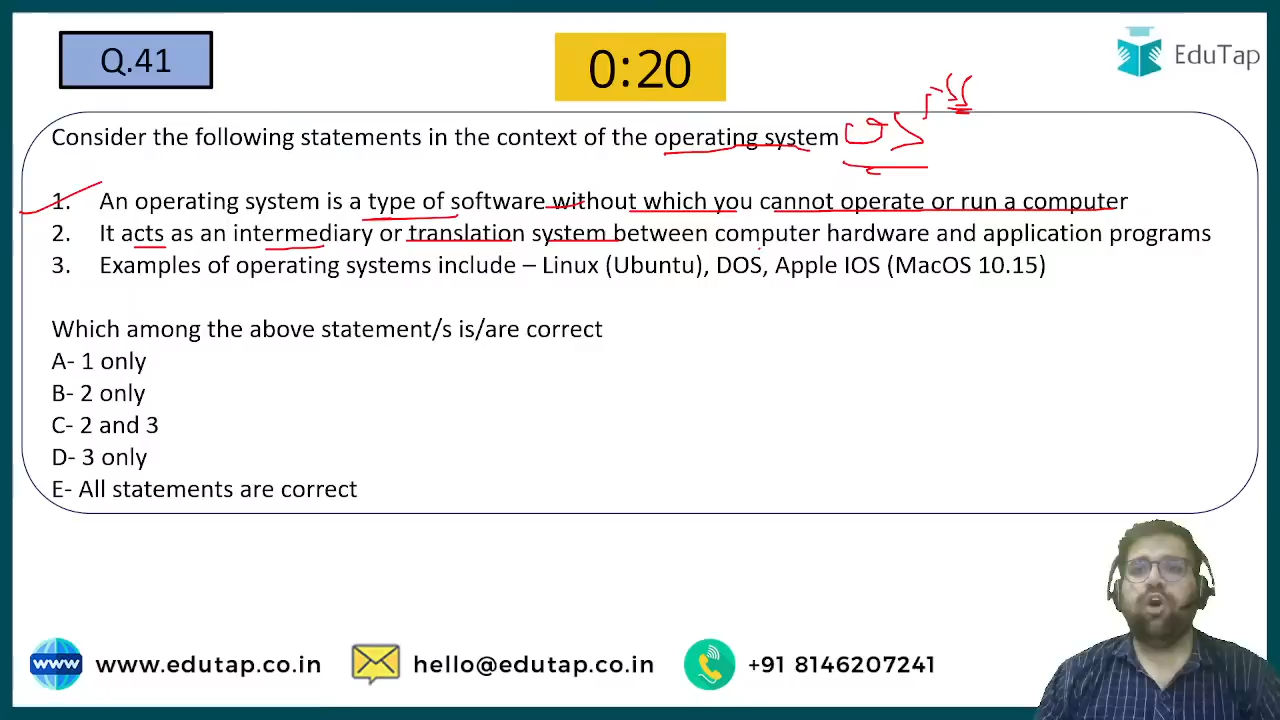 Q.41
0:20
EduTap
Consider the following statements in the context of the operating system OS
1. An operating system is a type of software without which you cannot operate or run a computer
2. It acts as an intermediary or translation system between computer hardware and application programs
3. Examples of operating systems include – Linux (Ubuntu), DOS, Apple IOS (MacOS 10.15)
Which among the above statement/s is/are correct
A- 1 only
B- 2 only
C- 2 and 3
D- 3 only
E- All statements are correct
www www.edutap.co.in hello@edutap.co.in +91 8146207241